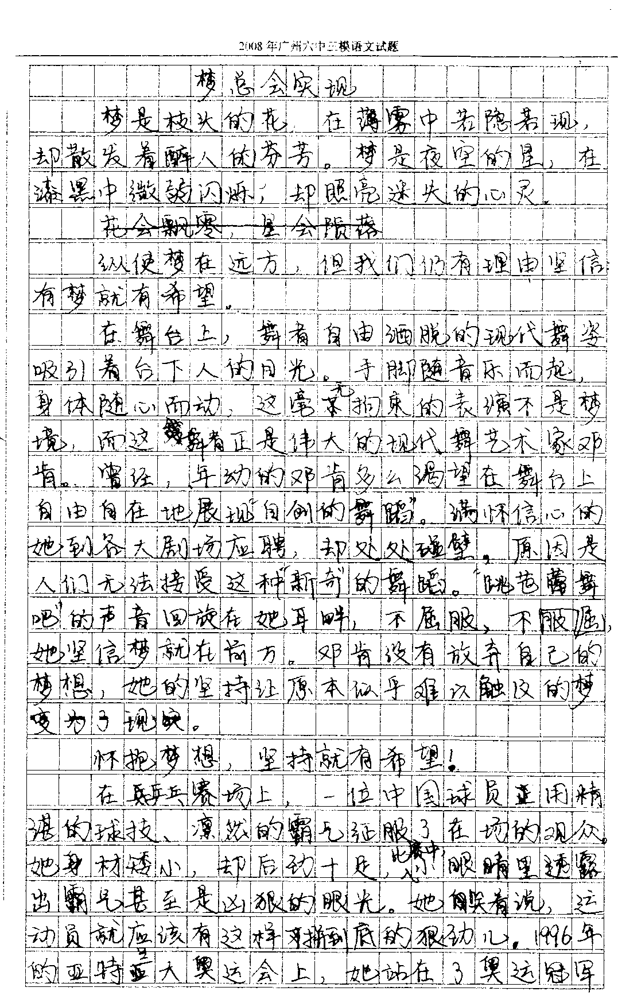 2008年广州六中三模语文试题
梦总会实现
梦是枝头的花，在薄雾中若隐若现，
却散发着醉人的芬芳。梦是夜空的星，在
漆黑中微弱闪烁，却照亮迷失的心灵。
花会飘零，星会陨落
纵使梦在远方，但我们仍有理由坚信：
有梦就有希望。
在舞台上，舞者自由洒脱的现代舞姿
吸引着台下人的目光。手脚随音乐而起，
身体随心而动，这毫无拘束的表演不是梦
境，而这舞者正是伟大的现代舞艺术家邓
肯。曾经，年幼的邓肯多么渴望在舞台上
自由自在地展现“自创的舞蹈”。满怀信心的
她到各大剧场应聘，却处处碰壁。原因是
人们无法接受这种“新奇”的舞蹈。“跳芭蕾舞
吧”的声音回旋在她耳畔，不屈服，不服屈，
她坚信梦就在前方。邓肯没有放弃自己的
梦想，她的坚持让原本似乎难以触及的梦
变为了现实。
怀抱梦想，坚持就有希望！
在乒乓赛场上，一位中国球员正用精
湛的球技、凛然的霸气征服了在场的观众。
她身材矮小，却后劲十足，比赛中，小眼睛里透露
出霸气甚至是凶狠的眼光。她笑着说，运
动员就应该有这样拼到底的狠劲儿。1996年
的亚特兰大奥运会上，她站在了奥运冠军